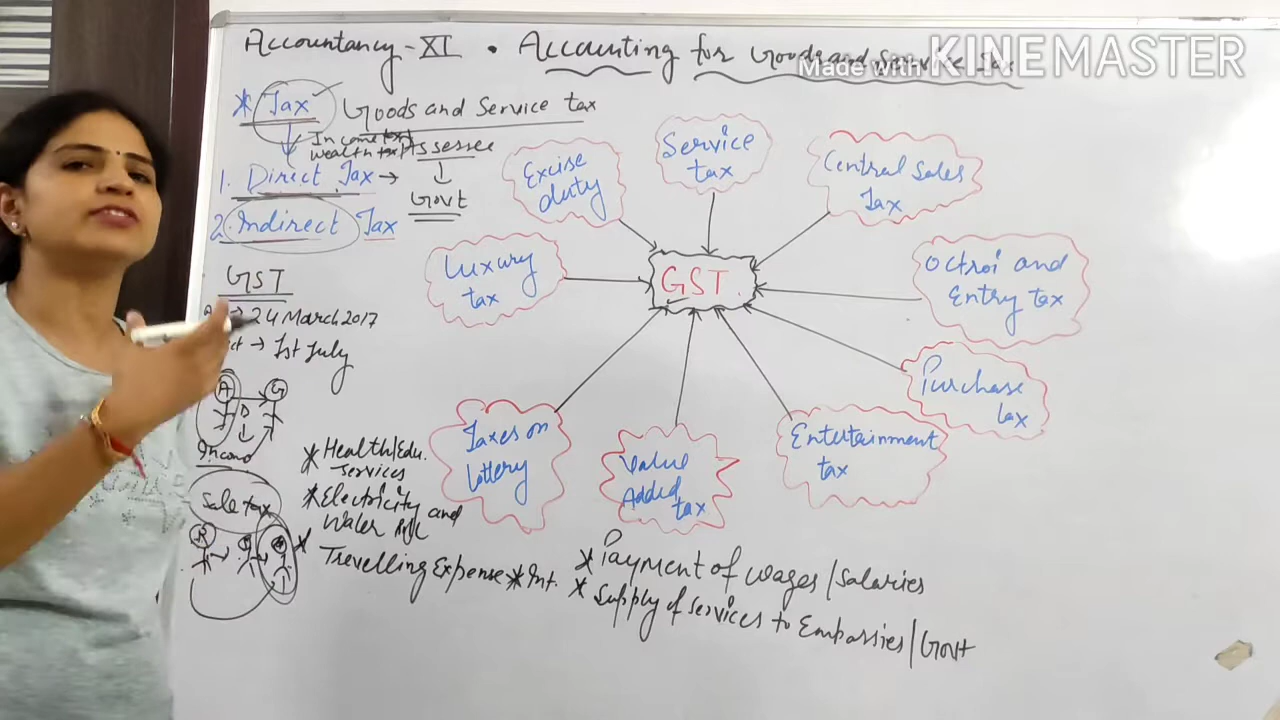 Accountancy-XI . Accounting for Goods and Service tax
Made with KINEMASTER
* Tax Goods and Service tax
Income text
Wealth text
Assessee
1. Direct Tax →
Govt
2. Indirect Tax
GST
24 March 2017
→ 1st July
A → G
Sale tax
* Health/Edu.
Services
* Electricity and
Water
* Trevelling Expense * Int.
* Payment of wages/Salaries
* Supply of Services to Embassies/Govt
Excise
duty
Service
tax
Central Sales
Tax
Luxury
tax
GST
Octroi and
Entry tax
Purchase
tax
Taxes on
lottery
Value
Added
tax
Entertainment
tax